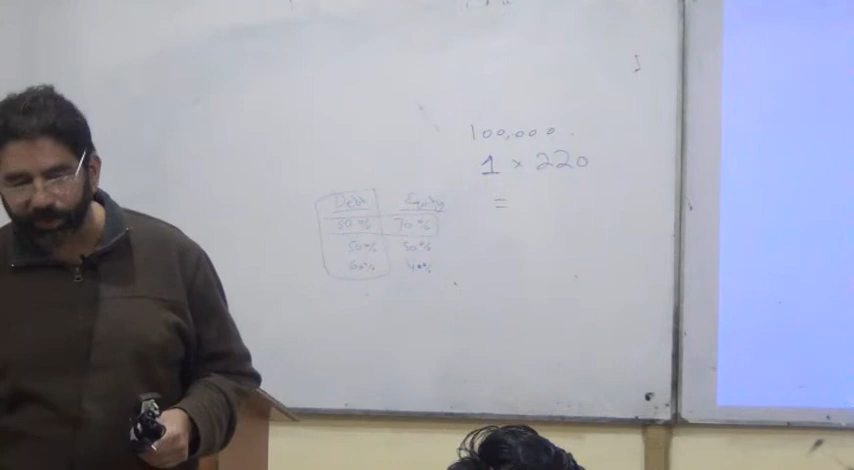 100,000
1 × 220
=
Debt Equity
30% 70%
50% 50%
60% 40%